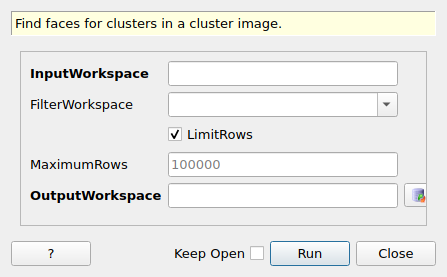 Find faces for clusters in a cluster image.
InputWorkspace
FilterWorkspace
LimitRows
MaximumRows 100000
OutputWorkspace
? Keep Open Run Close